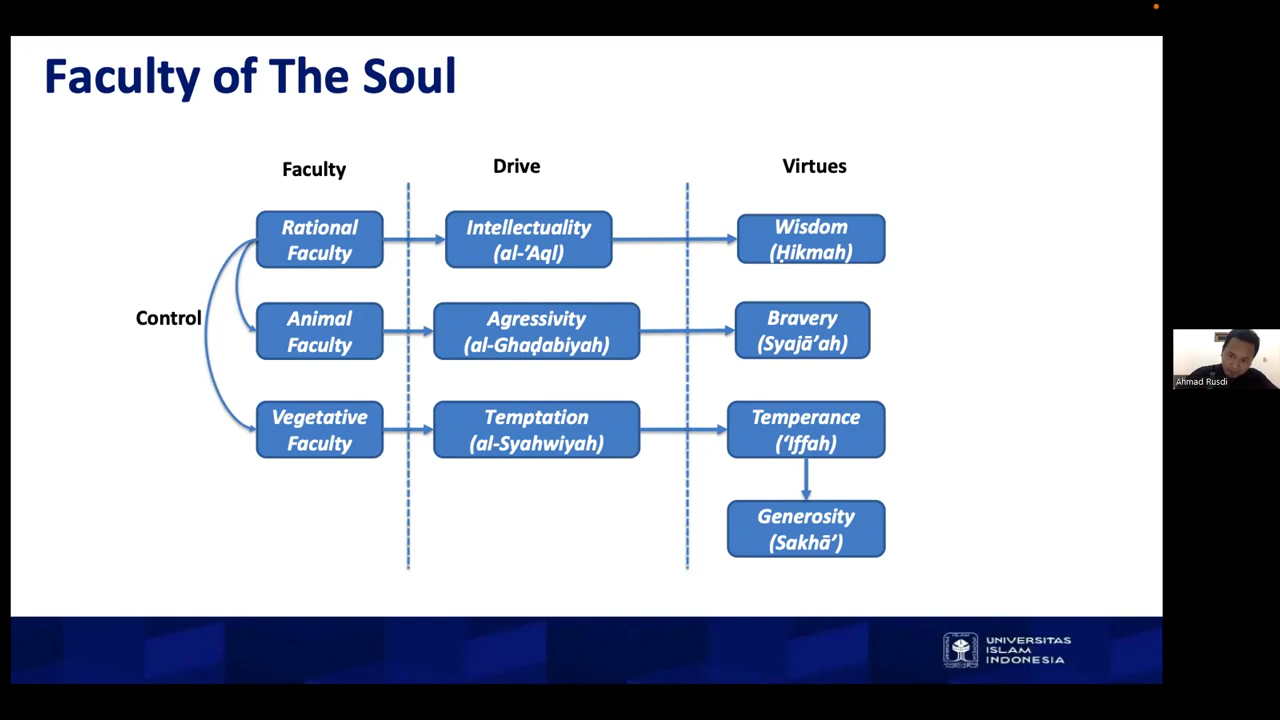 Faculty of The Soul
Faculty
Drive
Virtues
Rational
Faculty
Intellectuality
(al-’Aql)
Wisdom
(Ḥikmah)
Control
Animal
Faculty
Agressivity
(al-Ghaḍabiyah)
Bravery
(Syajā’ah)
Vegetative
Faculty
Temptation
(al-Syahwiyah)
Temperance
(‘Iffah)
Generosity
(Sakhā’)
UNIVERSITAS
ISLAM
INDONESIA
Ahmad Rusdi